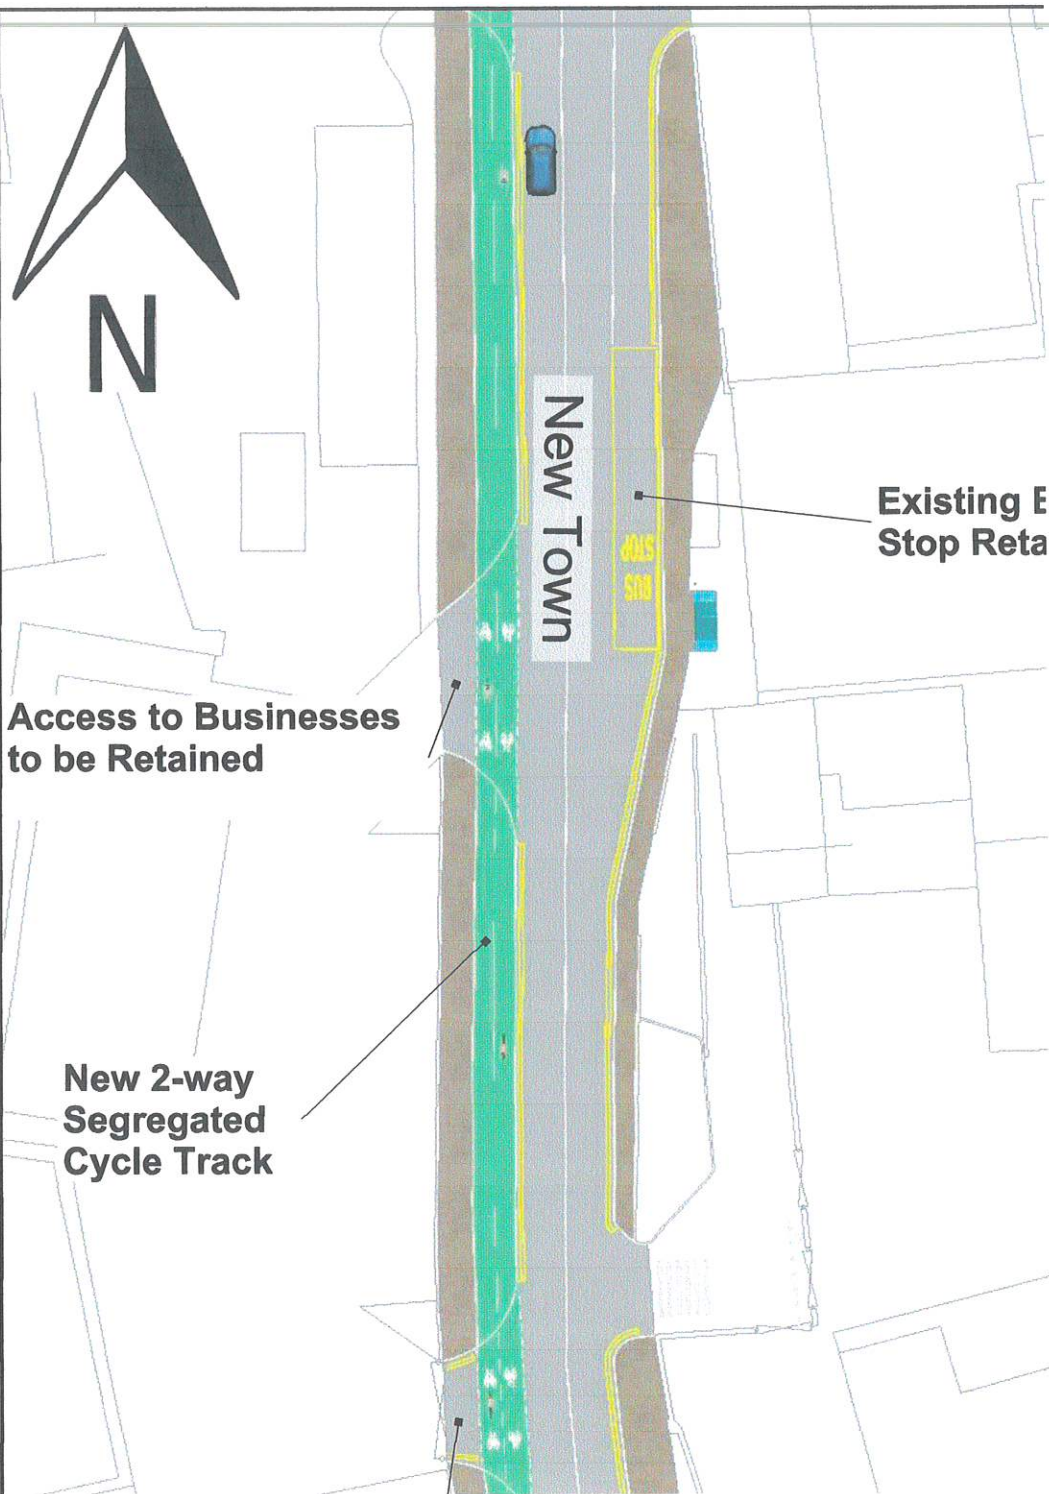 N
New Town
Existing B
Stop Reta
BUS
STOP
Access to Businesses
to be Retained
New 2-way
Segregated
Cycle Track